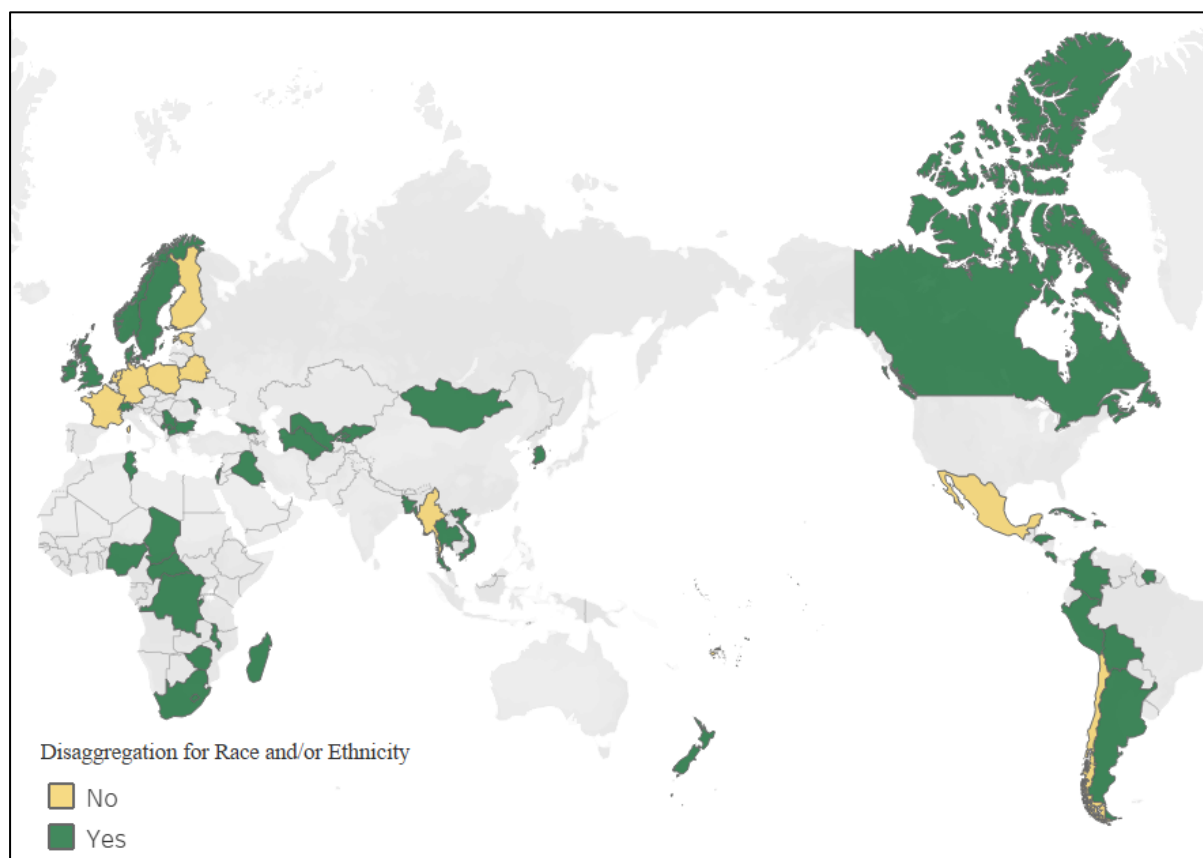 Disaggregation for Race and/or Ethnicity
No
Yes